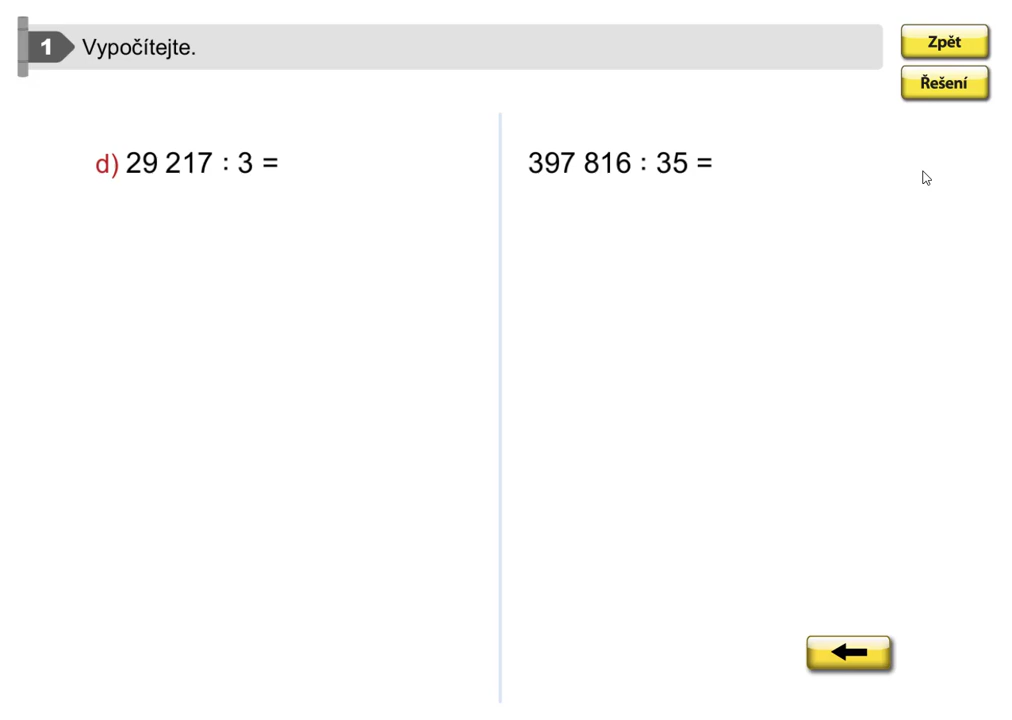 1 Vypočítejte.
Zpět
Řešení
d) 29 217 : 3 =
397 816 : 35 =